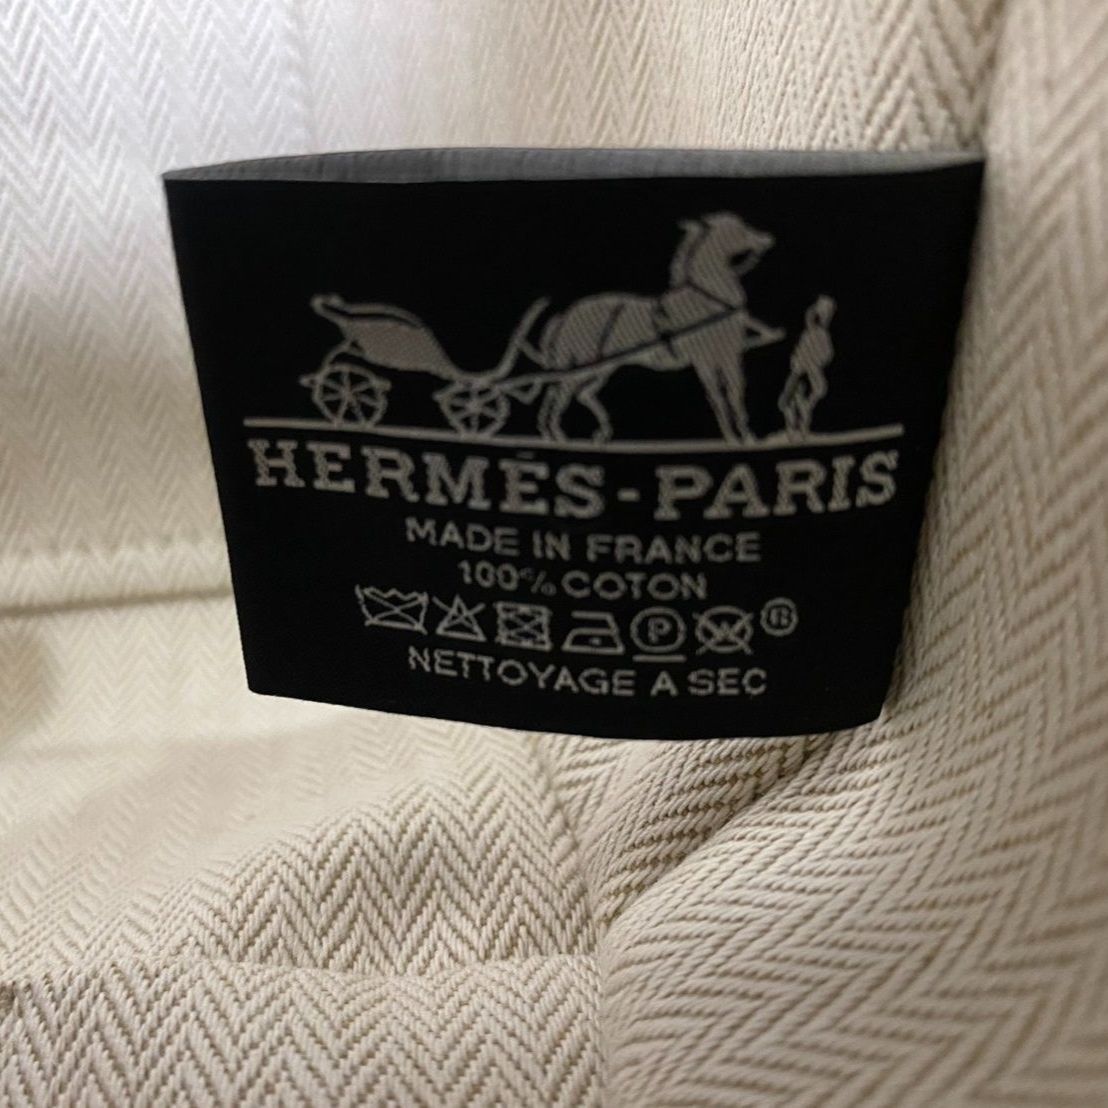 HERMÈS-PARIS
MADE IN FRANCE
100% COTON
P W ®
NETTOYAGE A SEC